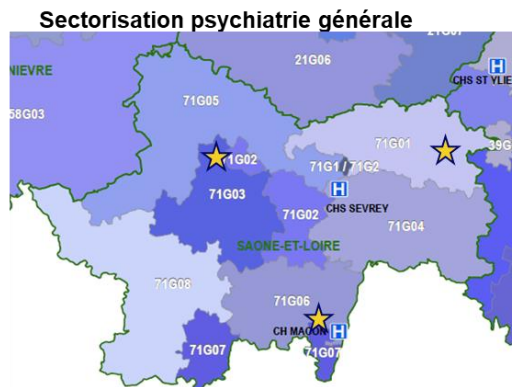 Sectorisation psychiatrie générale
21G07
H
NIEVRE
21G06
CHS ST YLIE
58G03
71G05
71G01
39G
1G02
71G1 / 71G2
71G03
H
CHS SEVREY
71G02
71G04
SAONE-ET-LOIRE
71G08
71G06
CH MACON
H
71G07
71G07